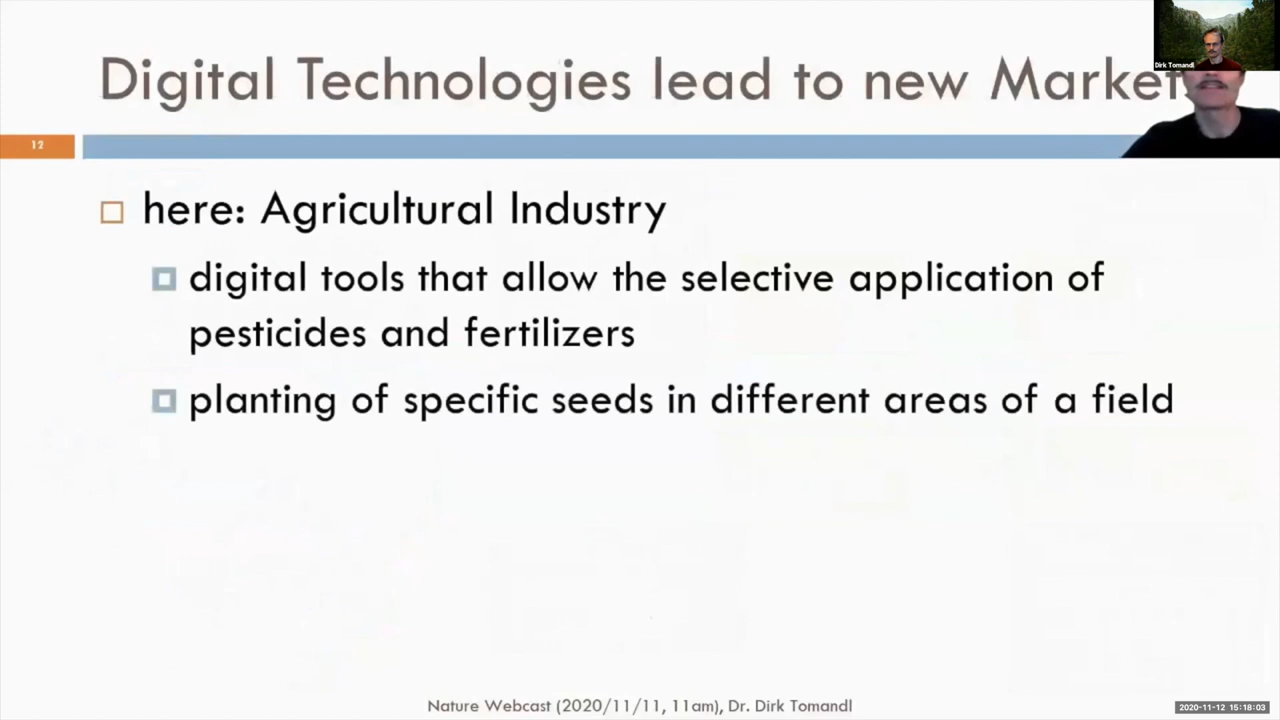 Digital Technologies lead to new Market
Dirk Tomandl
12
here: Agricultural Industry
digital tools that allow the selective application of
pesticides and fertilizers
planting of specific seeds in different areas of a field
Nature Webcast (2020/11/11, 11am), Dr. Dirk Tomandl
2020-11-12 15:18:03